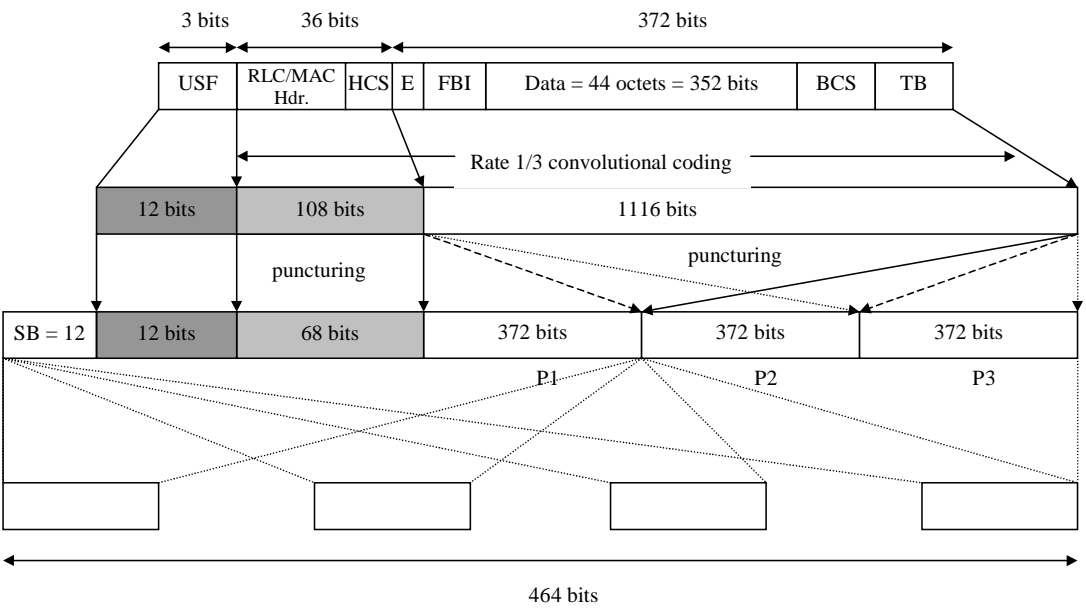 3 bits 36 bits 372 bits
USF RLC/MAC Hdr. HCS E FBI Data = 44 octets = 352 bits BCS TB
Rate 1/3 convolutional coding
12 bits 108 bits 1116 bits
puncturing puncturing
SB = 12 12 bits 68 bits 372 bits 372 bits 372 bits
P1 P2 P3
464 bits